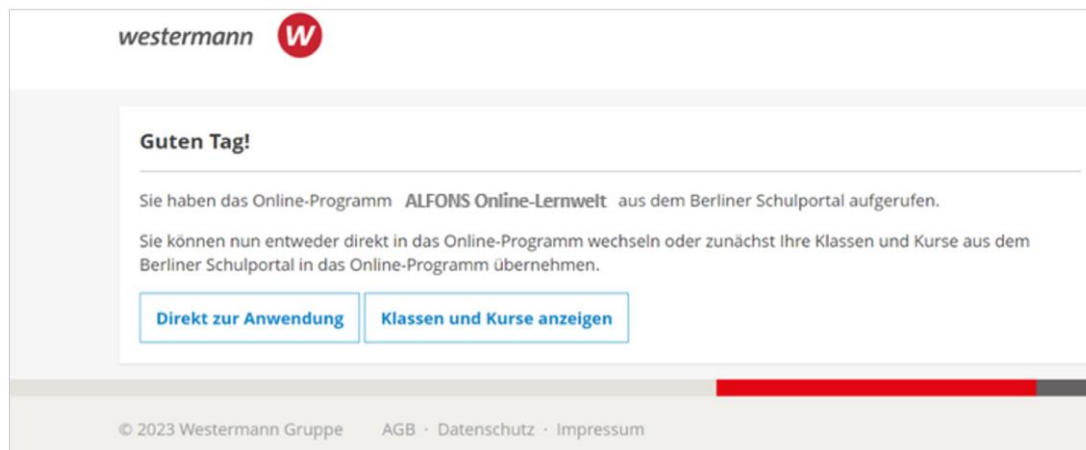 westermann W
Guten Tag!
Sie haben das Online-Programm ALFONS Online-Lernwelt aus dem Berliner Schulportal aufgerufen.
Sie können nun entweder direkt in das Online-Programm wechseln oder zunächst Ihre Klassen und Kurse aus dem
Berliner Schulportal in das Online-Programm übernehmen.
Direkt zur Anwendung Klassen und Kurse anzeigen
© 2023 Westermann Gruppe AGB · Datenschutz · Impressum